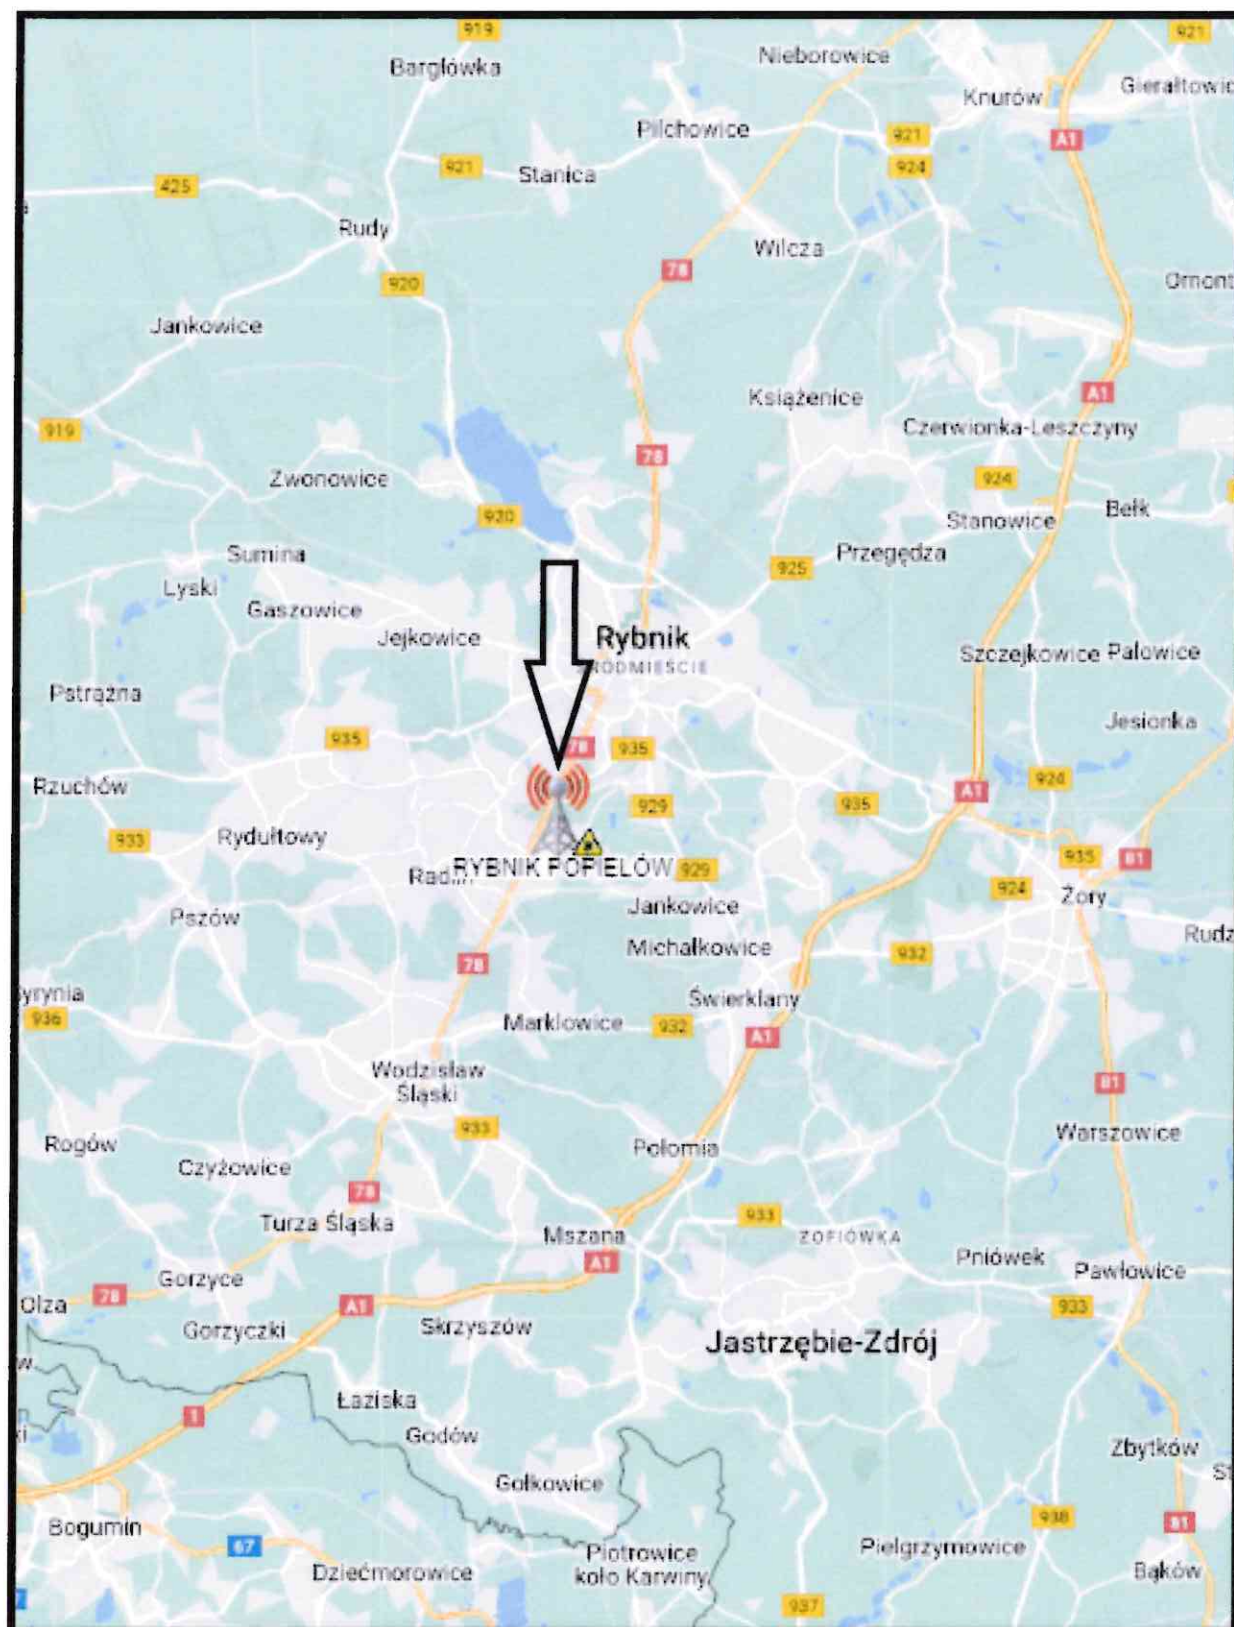 919
921
Bargłówka
Nieborowice
Knurów
Gierałtowic
Pilchowice
921
A1
921
924
Stanica
425
Rudy
Wilcza
78
920
Ornont
Jankowice
A1
Książenice
919
Czerwionka-Leszczyny
78
Zwonowice
924
920
Stanowice
Bełk
Sumina
Przegędza
925
Lyski
Gaszowice
Jejkowice
Rybnik
Szczejkowice
Palowice
Pstrążna
Jesionka
935
78
935
924
Rzuchów
A1
929
935
933
Rydułtowy
935
81
RYBNIK POPIELÓW
929
924
Żory
Pszów
Jankowice
Rudz
Michałkowice
932
78
yrynia
Świerklany
936
Marklowice
932
A1
Wodzisław
Śląski
81
933
Rogów
Połomia
Warszowice
Czyżowice
78
Turza Śląska
933
Mszana
ZOFIÓWKA
A1
Pniówek
Pawłowice
Gorzyce
Olza
78
A1
933
Gorzyczki
Skrzyszów
Jastrzębie-Zdrój
Łaziska
1
Godów
Zbytków
Gołkowice
Bogumin
938
81
67
Piotrowice
koło Karwiny
Pielgrzymowice
Dziećmorowice
Bąków
937